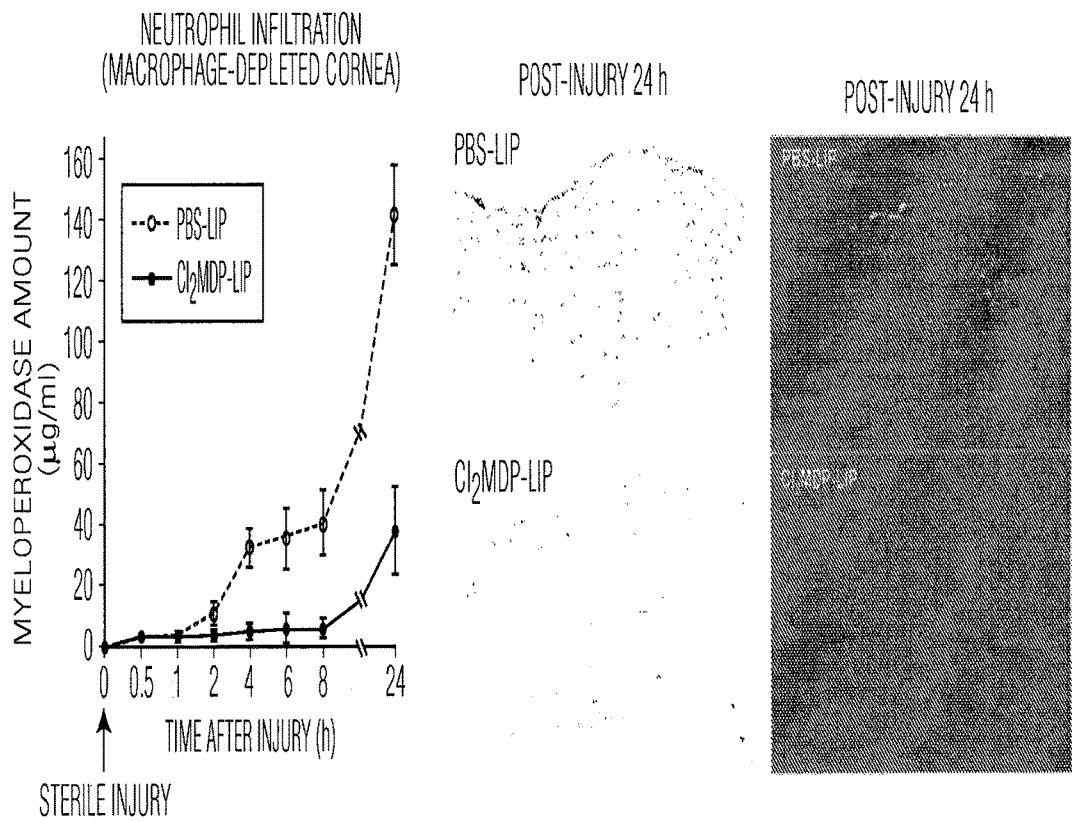 NEUTROPHIL INFILTRATION
(MACROPHAGE-DEPLETED CORNEA)
MYELOPEROXIDASE AMOUNT
(µg/ml)
160
140
120
100
80
60
40
20
0
PBS-LIP
Cl₂MDP-LIP
0 0.5 1 2 4 6 8 24
TIME AFTER INJURY (h)
STERILE INJURY
POST-INJURY 24 h
PBS-LIP
Cl₂MDP-LIP
POST-INJURY 24 h
PBS-LIP
Cl₂MDP-LIP